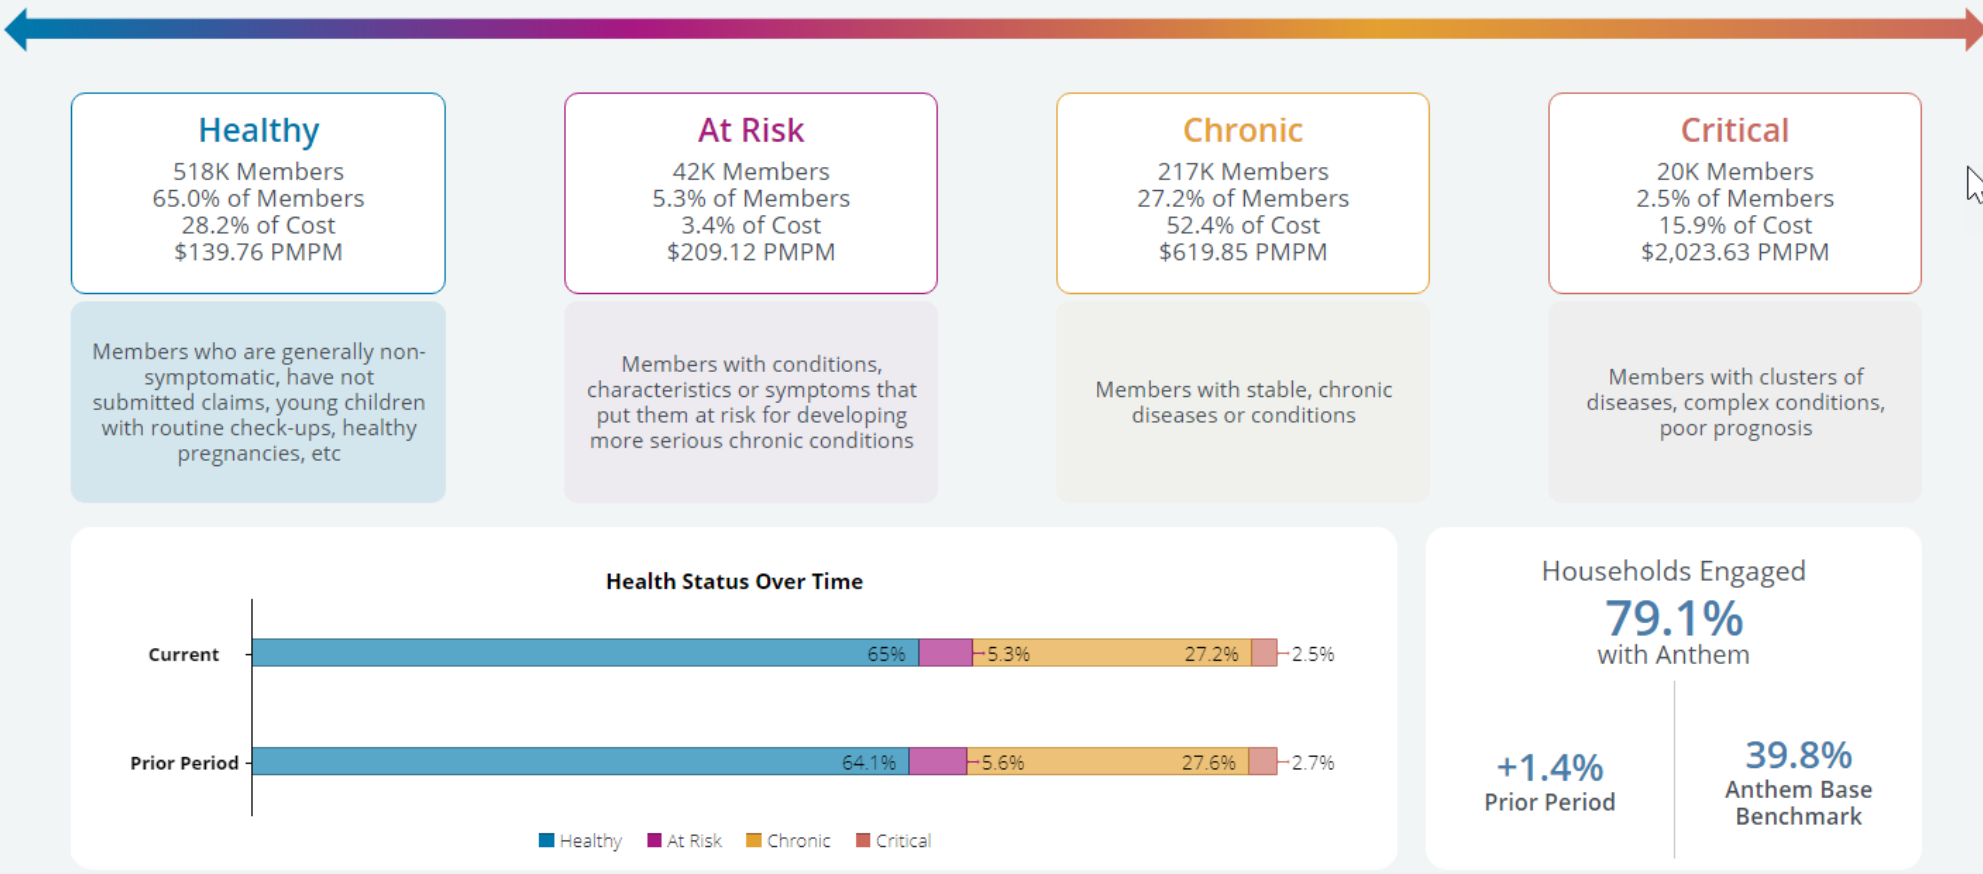 Healthy
518K Members
65.0% of Members
28.2% of Cost
$139.76 PMPM
At Risk
42K Members
5.3% of Members
3.4% of Cost
$209.12 PMPM
Chronic
217K Members
27.2% of Members
52.4% of Cost
$619.85 PMPM
Critical
20K Members
2.5% of Members
15.9% of Cost
$2,023.63 PMPM
Members who are generally non-
symptomatic, have not
submitted claims, young children
with routine check-ups, healthy
pregnancies, etc
Members with conditions,
characteristics or symptoms that
put them at risk for developing
more serious chronic conditions
Members with stable, chronic
diseases or conditions
Members with clusters of
diseases, complex conditions,
poor prognosis
Health Status Over Time
Current 65% 5.3% 27.2% 2.5%
Prior Period 64.1% 5.6% 27.6% 2.7%
Healthy At Risk Chronic Critical
Households Engaged
79.1%
with Anthem
+1.4%
Prior Period
39.8%
Anthem Base
Benchmark